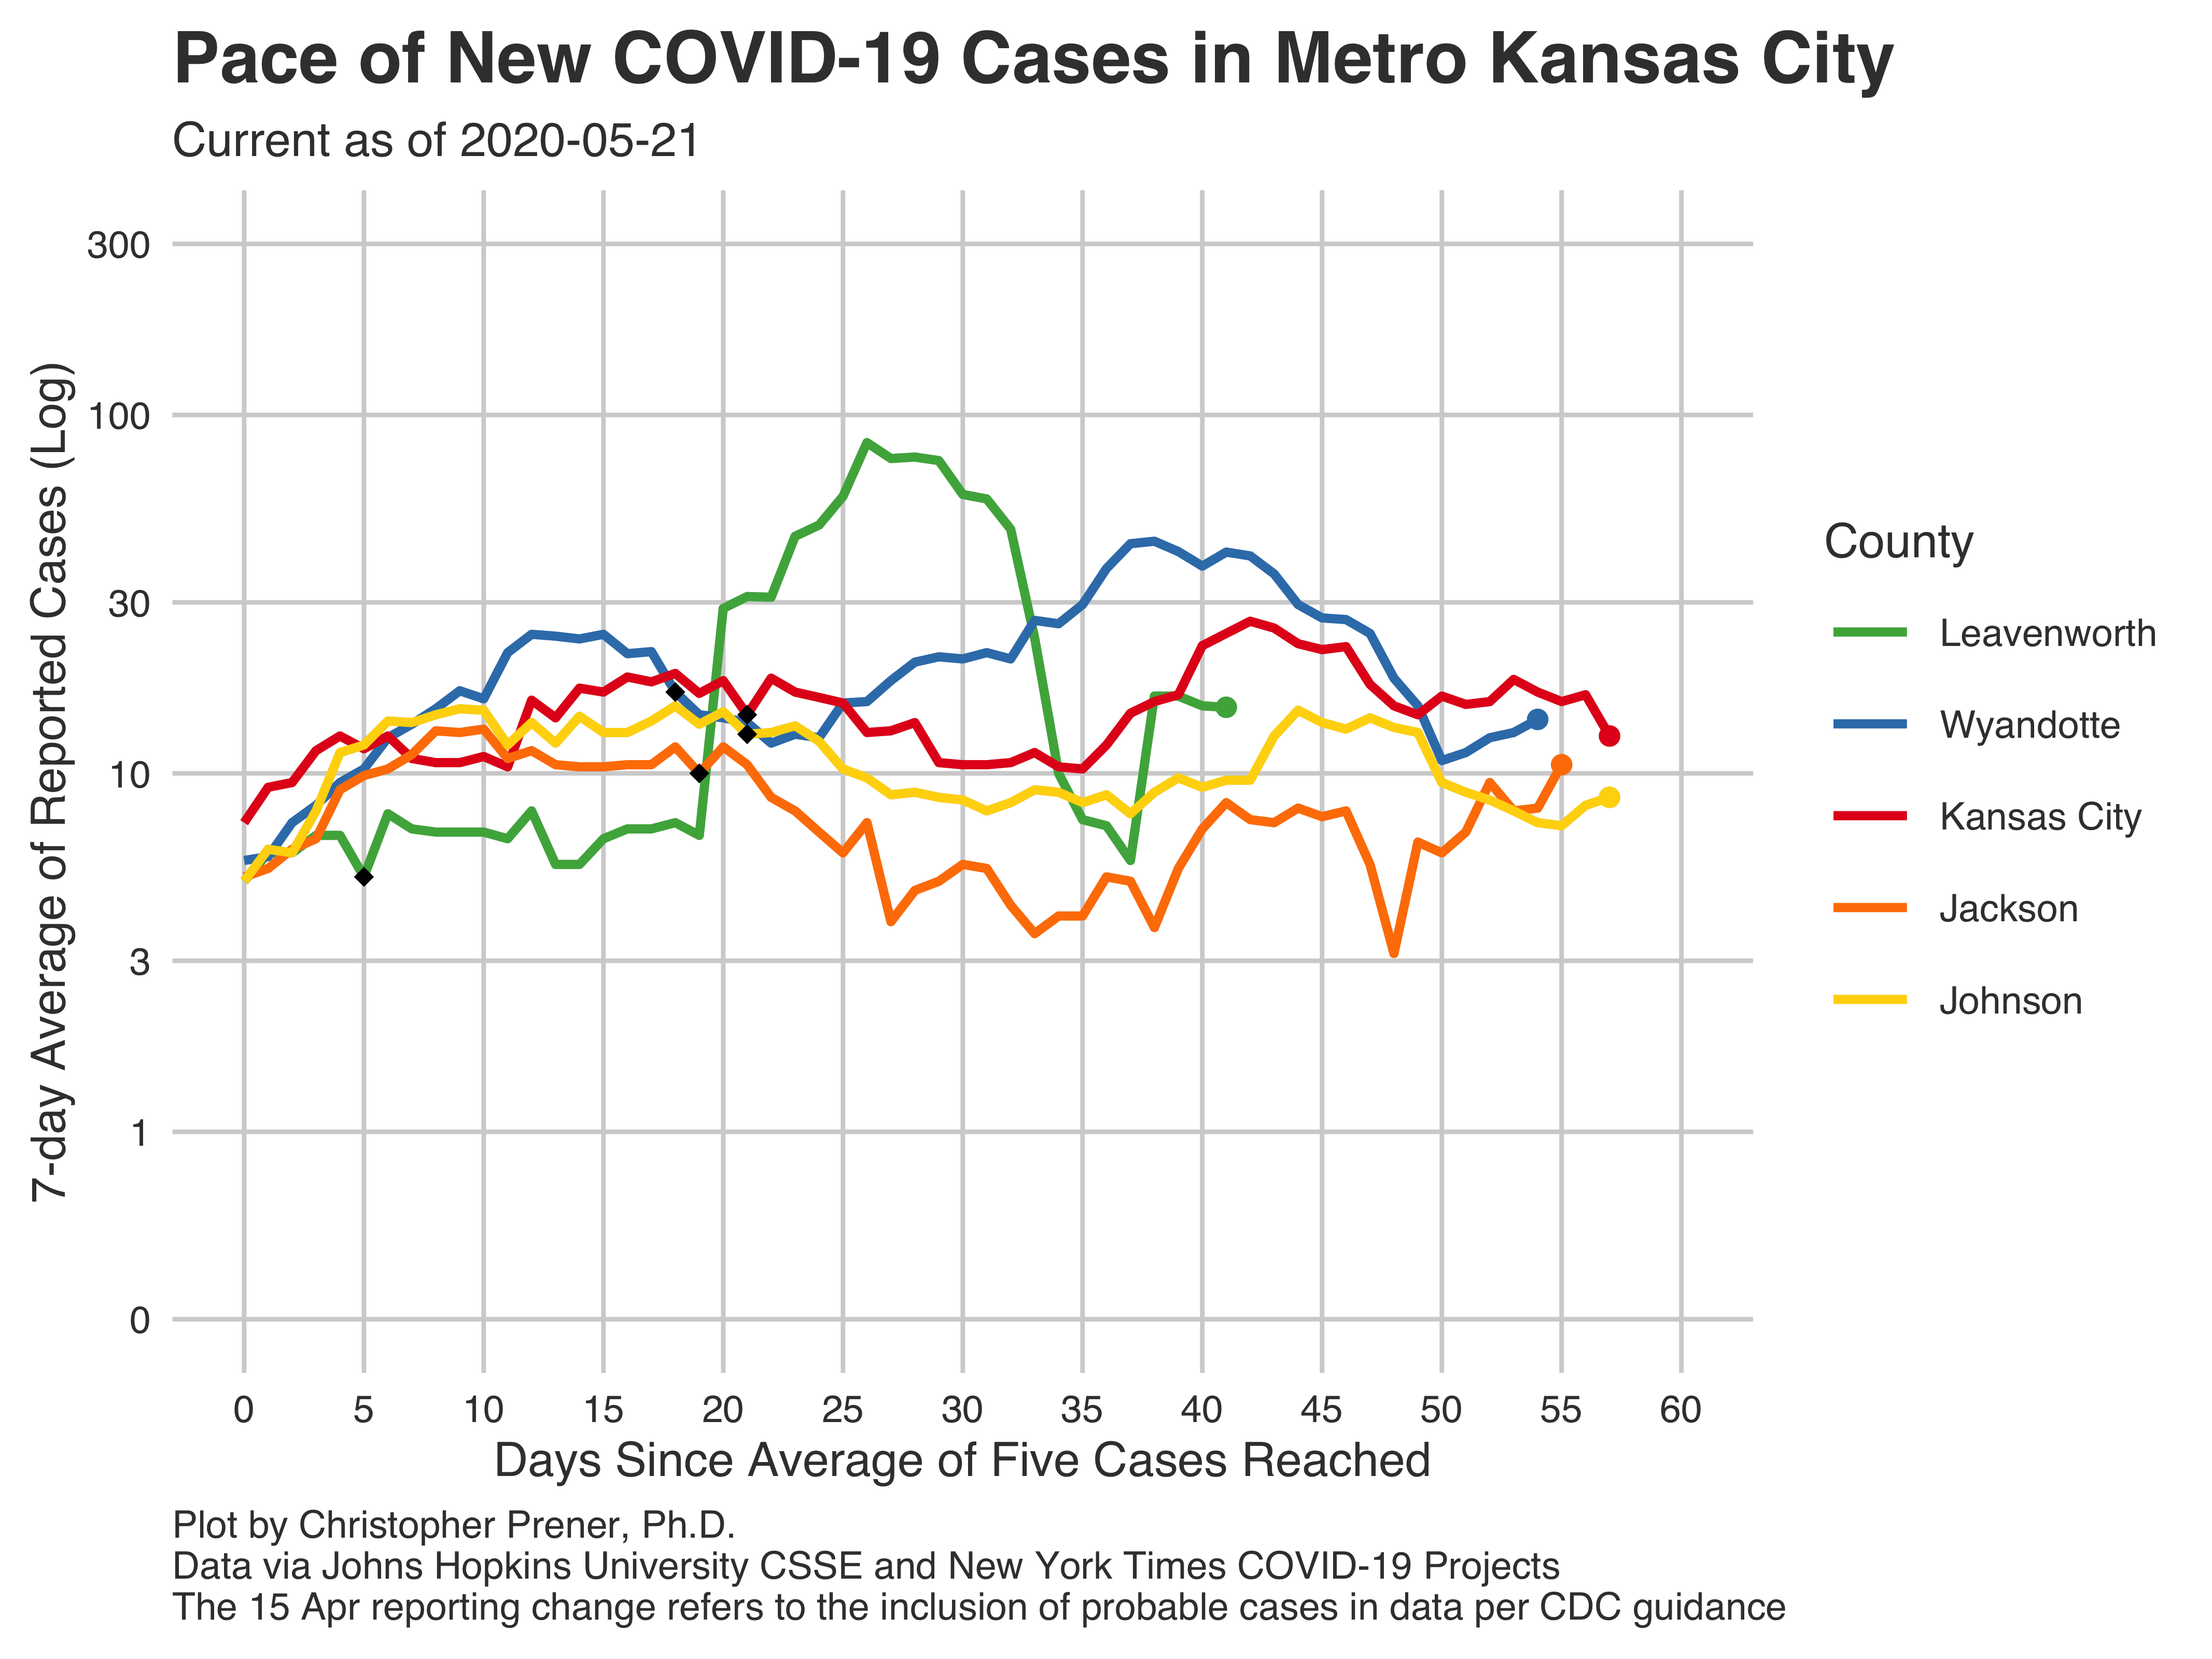 Pace of New COVID-19 Cases in Metro Kansas City
Current as of 2020-05-21
7-day Average of Reported Cases (Log)
300
100
30
10
3
1
0
0 5 10 15 20 25 30 35 40 45 50 55 60
Days Since Average of Five Cases Reached
County
Leavenworth
Wyandotte
Kansas City
Jackson
Johnson
Plot by Christopher Prener, Ph.D.
Data via Johns Hopkins University CSSE and New York Times COVID-19 Projects
The 15 Apr reporting change refers to the inclusion of probable cases in data per CDC guidance